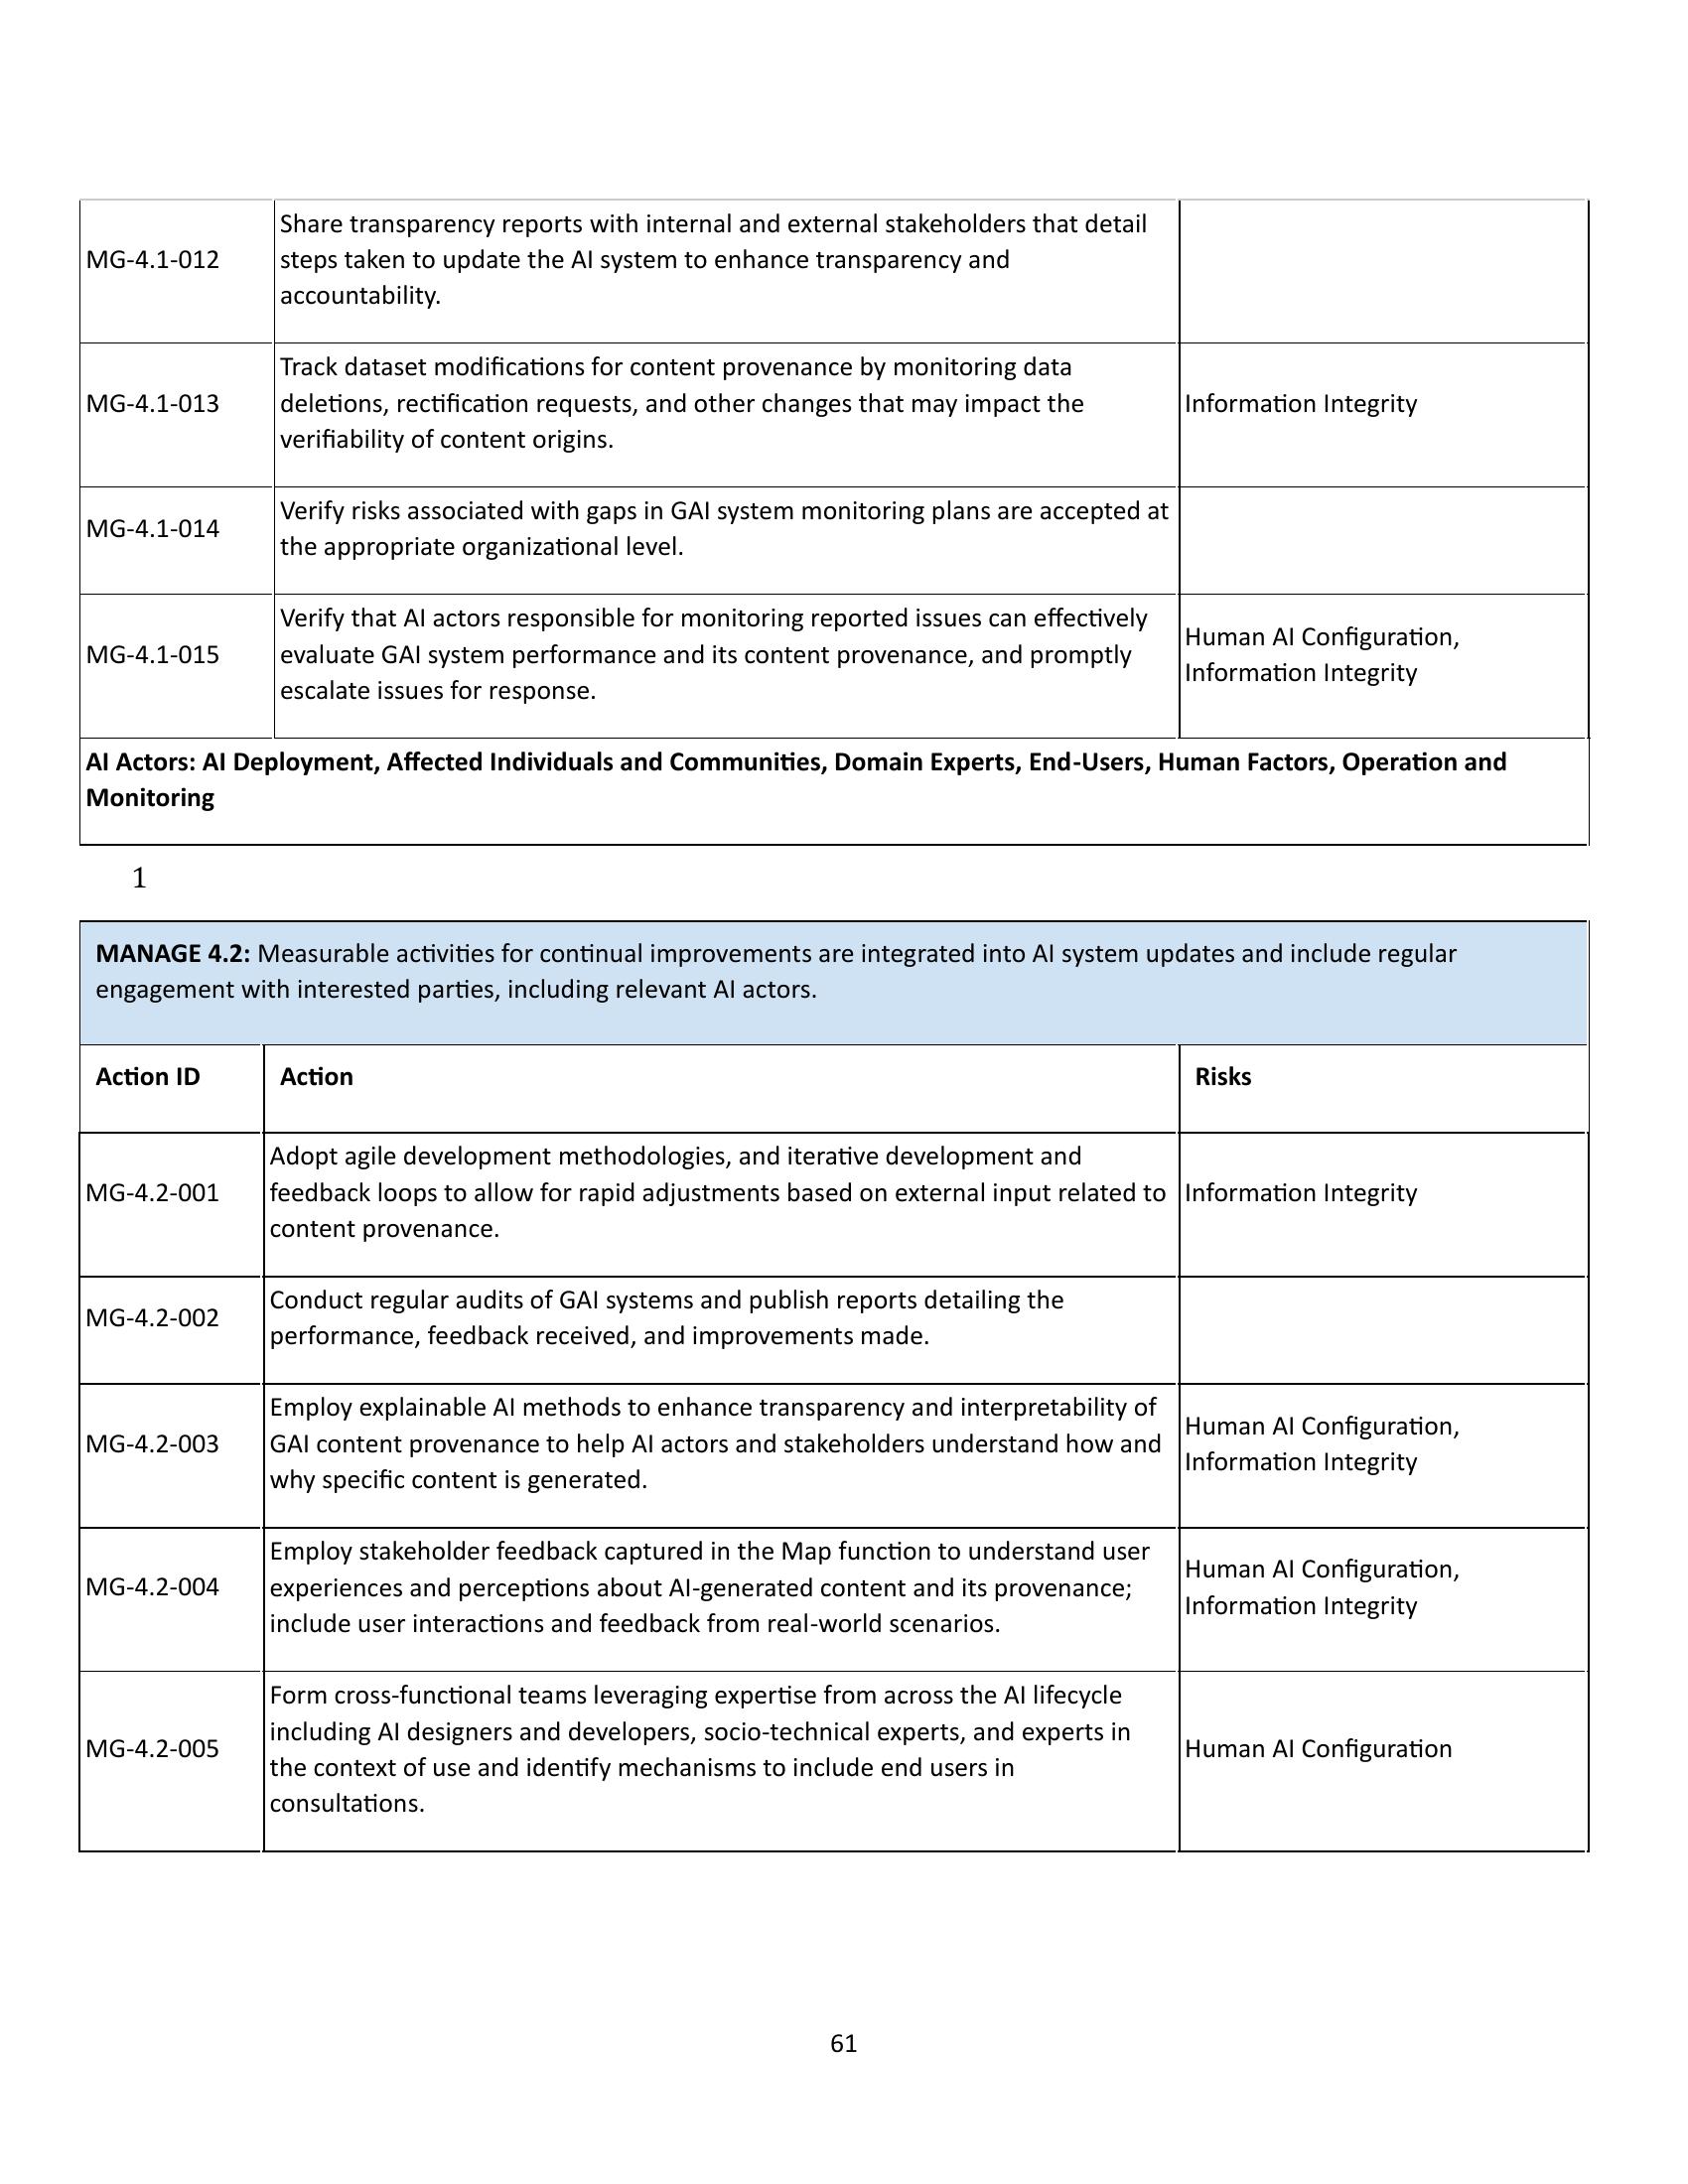 Share transparency reports with internal and external stakeholders that detail
MG-4.1-012
steps taken to update the AI system to enhance transparency and
accountability.
Track dataset modifications for content provenance by monitoring data
MG-4.1-013
deletions, rectification requests, and other changes that may impact the
Information Integrity
verifiability of content origins.
MG-4.1-014
Verify risks associated with gaps in GAI system monitoring plans are accepted at
the appropriate organizational level.
MG-4.1-015
Verify that AI actors responsible for monitoring reported issues can effectively
evaluate GAI system performance and its content provenance, and promptly
escalate issues for response.
Human AI Configuration,
Information Integrity
AI Actors: AI Deployment, Affected Individuals and Communities, Domain Experts, End-Users, Human Factors, Operation and
Monitoring
1
MANAGE 4.2: Measurable activities for continual improvements are integrated into AI system updates and include regular
engagement with interested parties, including relevant AI actors.
Action ID
Action
Risks
MG-4.2-001
Adopt agile development methodologies, and iterative development and
feedback loops to allow for rapid adjustments based on external input related to
content provenance.
Information Integrity
MG-4.2-002
Conduct regular audits of GAI systems and publish reports detailing the
performance, feedback received, and improvements made.
MG-4.2-003
Employ explainable AI methods to enhance transparency and interpretability of
GAI content provenance to help AI actors and stakeholders understand how and
why specific content is generated.
Human AI Configuration,
Information Integrity
MG-4.2-004
Employ stakeholder feedback captured in the Map function to understand user
experiences and perceptions about AI-generated content and its provenance;
include user interactions and feedback from real-world scenarios.
Human AI Configuration,
Information Integrity
MG-4.2-005
Form cross-functional teams leveraging expertise from across the AI lifecycle
including AI designers and developers, socio-technical experts, and experts in
the context of use and identify mechanisms to include end users in
consultations.
Human AI Configuration
61